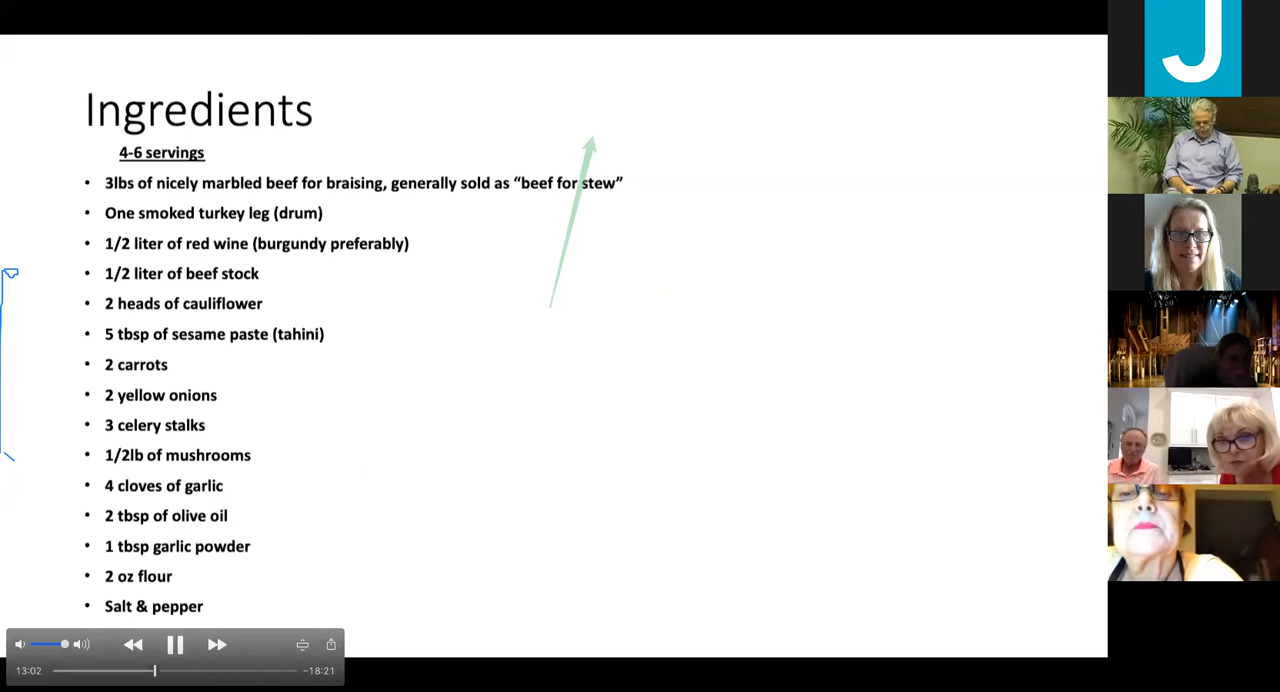 J
Ingredients
4-6 servings
• 3lbs of nicely marbled beef for braising, generally sold as “beef for stew”
• One smoked turkey leg (drum)
• 1/2 liter of red wine (burgundy preferably)
• 1/2 liter of beef stock
• 2 heads of cauliflower
• 5 tbsp of sesame paste (tahini)
• 2 carrots
• 2 yellow onions
• 3 celery stalks
• 1/2lb of mushrooms
• 4 cloves of garlic
• 2 tbsp of olive oil
• 1 tbsp garlic powder
• 2 oz flour
• Salt & pepper
13:02
−18:21